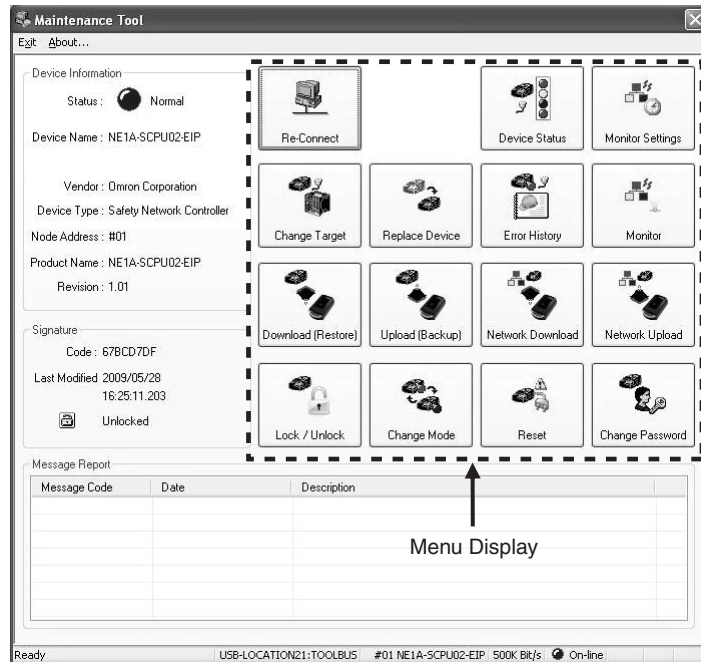 Maintenance Tool
Exit About...
Device Information
Status : Normal
Device Name : NE1A-SCPU02-EIP
Vendor : Omron Corporation
Device Type : Safety Network Controller
Node Address : #01
Product Name : NE1A-SCPU02-EIP
Revision : 1.01
Signature
Code : 67BCD7DF
Last Modified 2009/05/28
16:25:11.203
Unlocked
Re-Connect
Device Status
Monitor Settings
Change Target
Replace Device
Error History
Monitor
Download (Restore)
Upload (Backup)
Network Download
Network Upload
Lock / Unlock
Change Mode
Reset
Change Password
Message Report
Message Code Date Description
Menu Display
Ready USB-LOCATION21:TOOLBUS #01 NE1A-SCPU02-EIP 500K Bit/s On-line